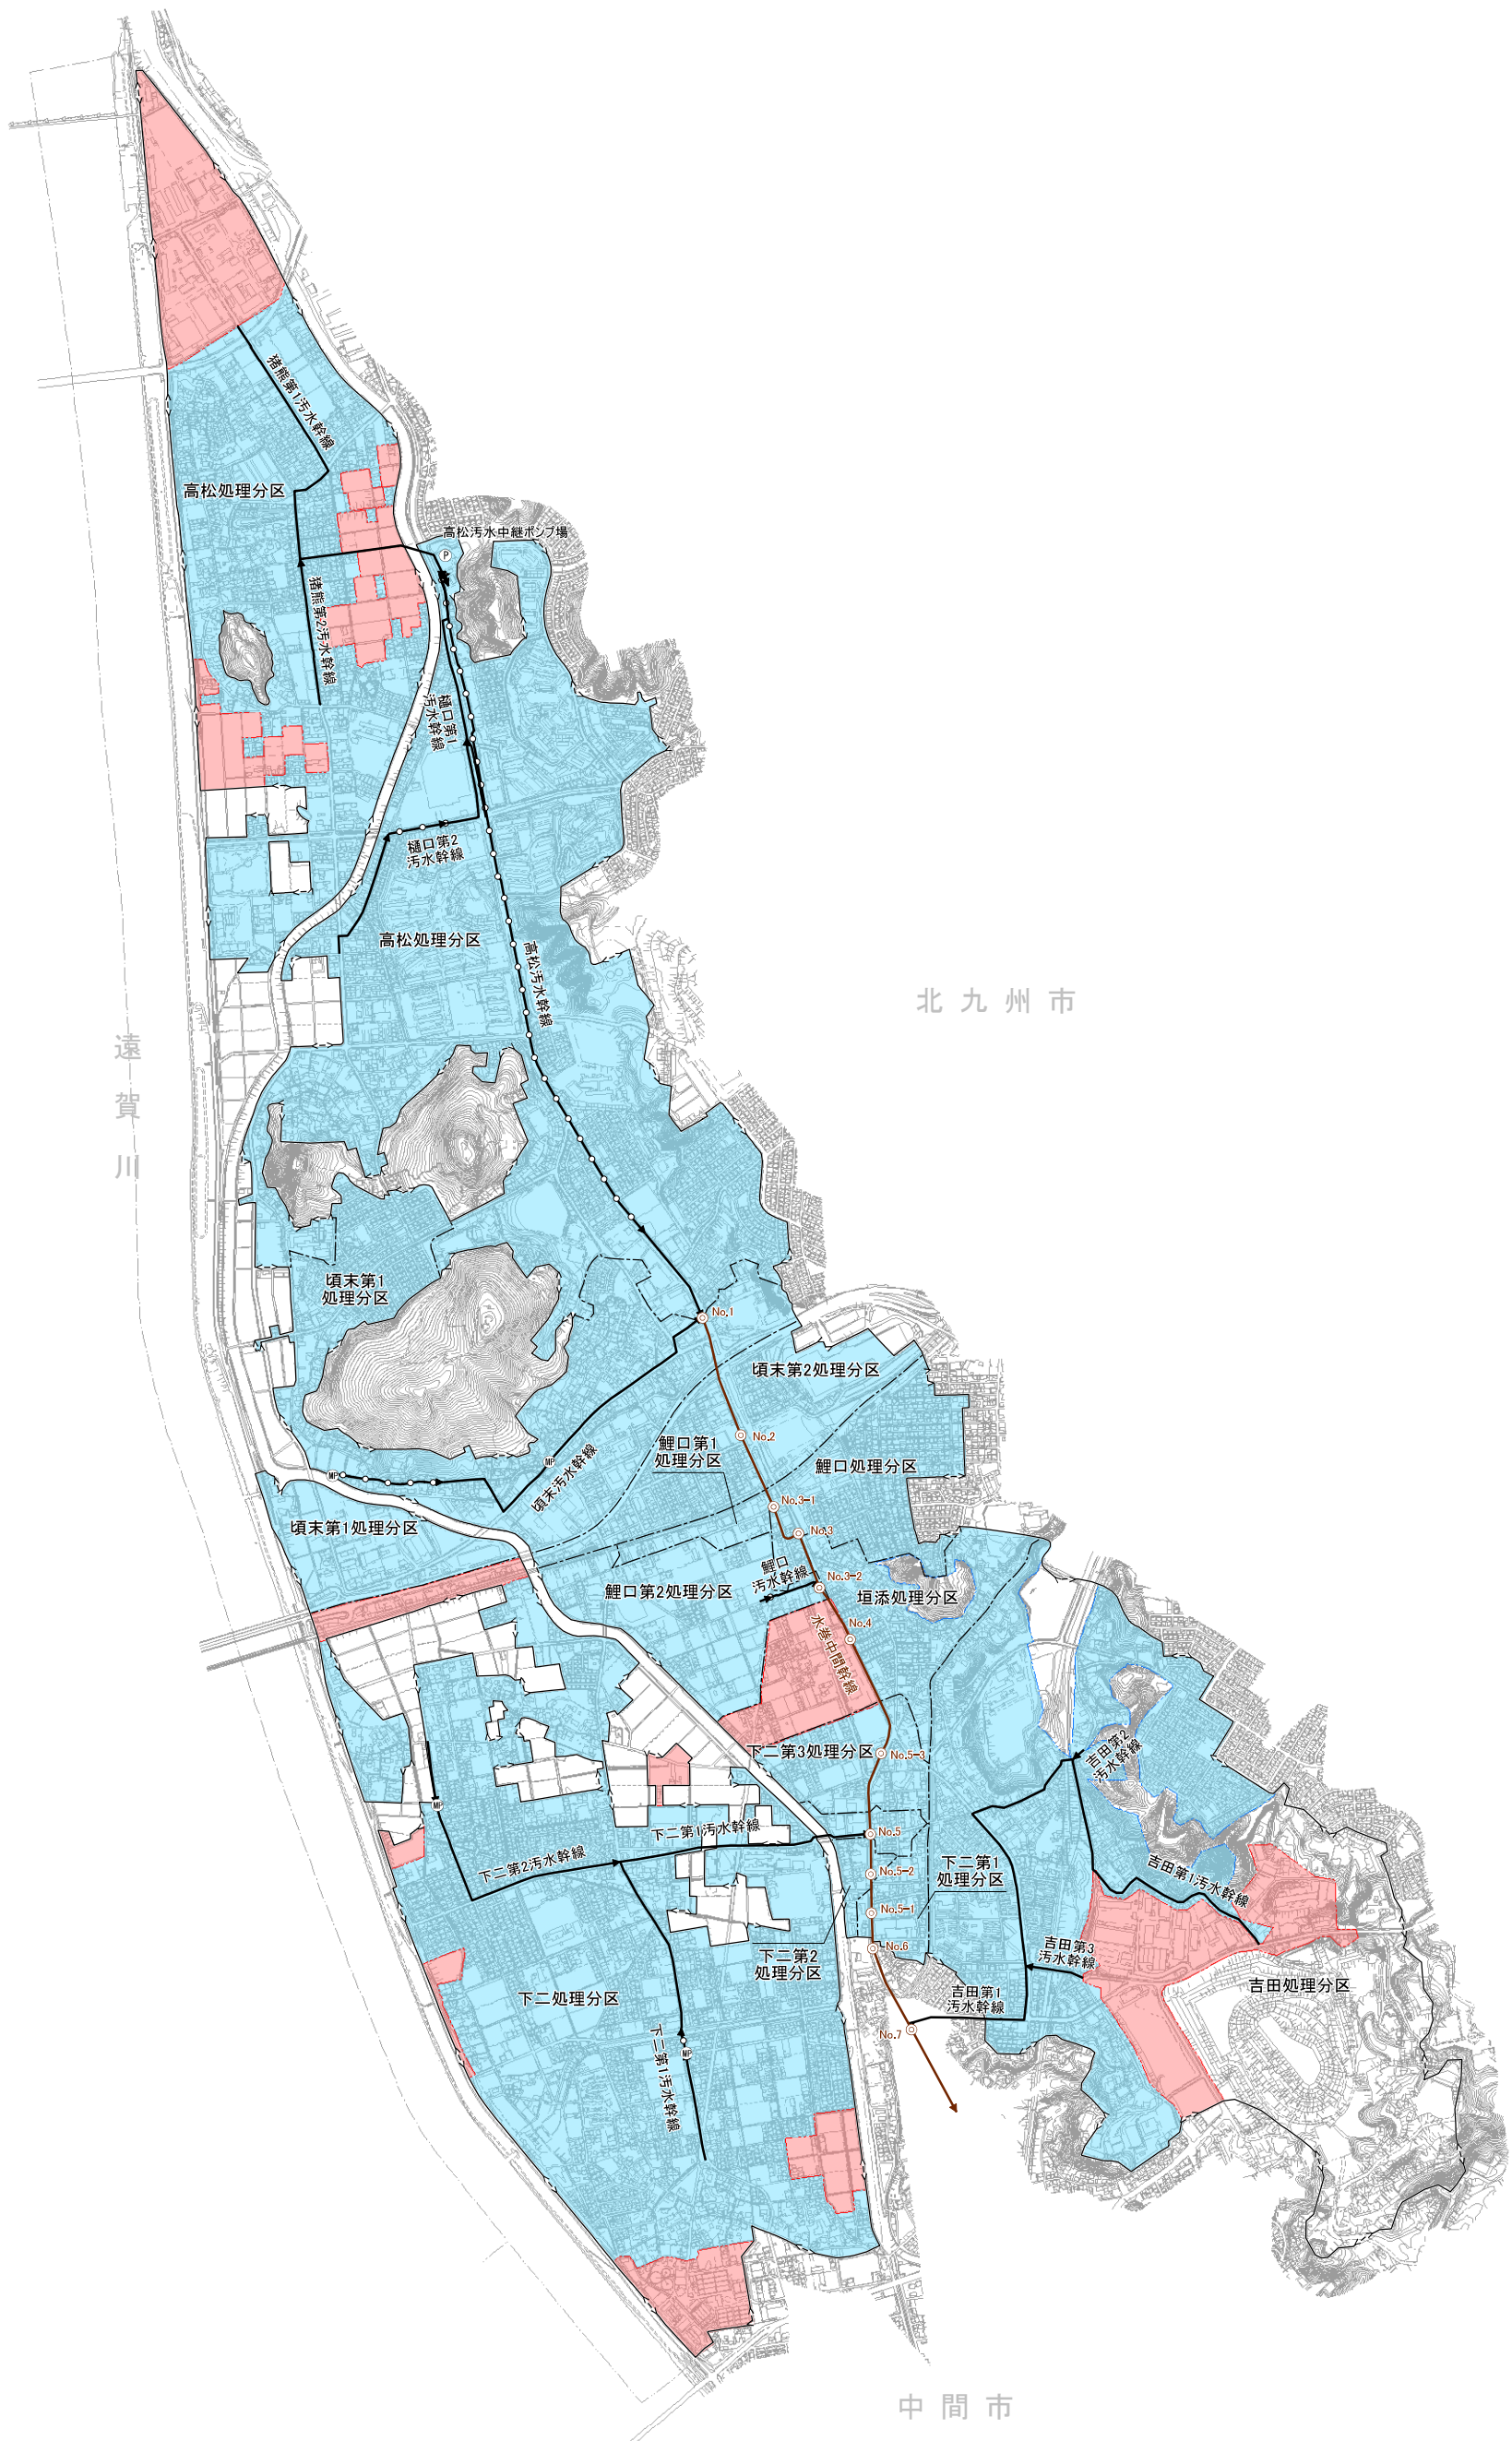 猪熊第1汚水幹線
高松処理分区
高松汚水中継ポンプ場
P
猪熊第2汚水幹線
樋口第1
汚水幹線
樋口第2
汚水幹線
高松処理分区
高松汚水幹線
北九州市
遠賀川
頃末第1
処理分区
No.1
頃末第2処理分区
No.2
鯉口第1
処理分区
鯉口処理分区
MP
MP
頃末汚水幹線
No.3-1
頃末第1処理分区
No.3
鯉口
汚水幹線
No.3-2
鯉口第2処理分区
垣添処理分区
No.4
水巻中間幹線
下二第3処理分区
No.5-3
吉田第2
汚水幹線
MP
下二第1汚水幹線
No.5
下二第2汚水幹線
下二第1
処理分区
No.5-2
吉田第1汚水幹線
No.5-1
No.6
吉田第3
汚水幹線
下二第2
処理分区
吉田処理分区
下二処理分区
吉田第1
汚水幹線
No.7
MP
下二第1汚水幹線
中間市